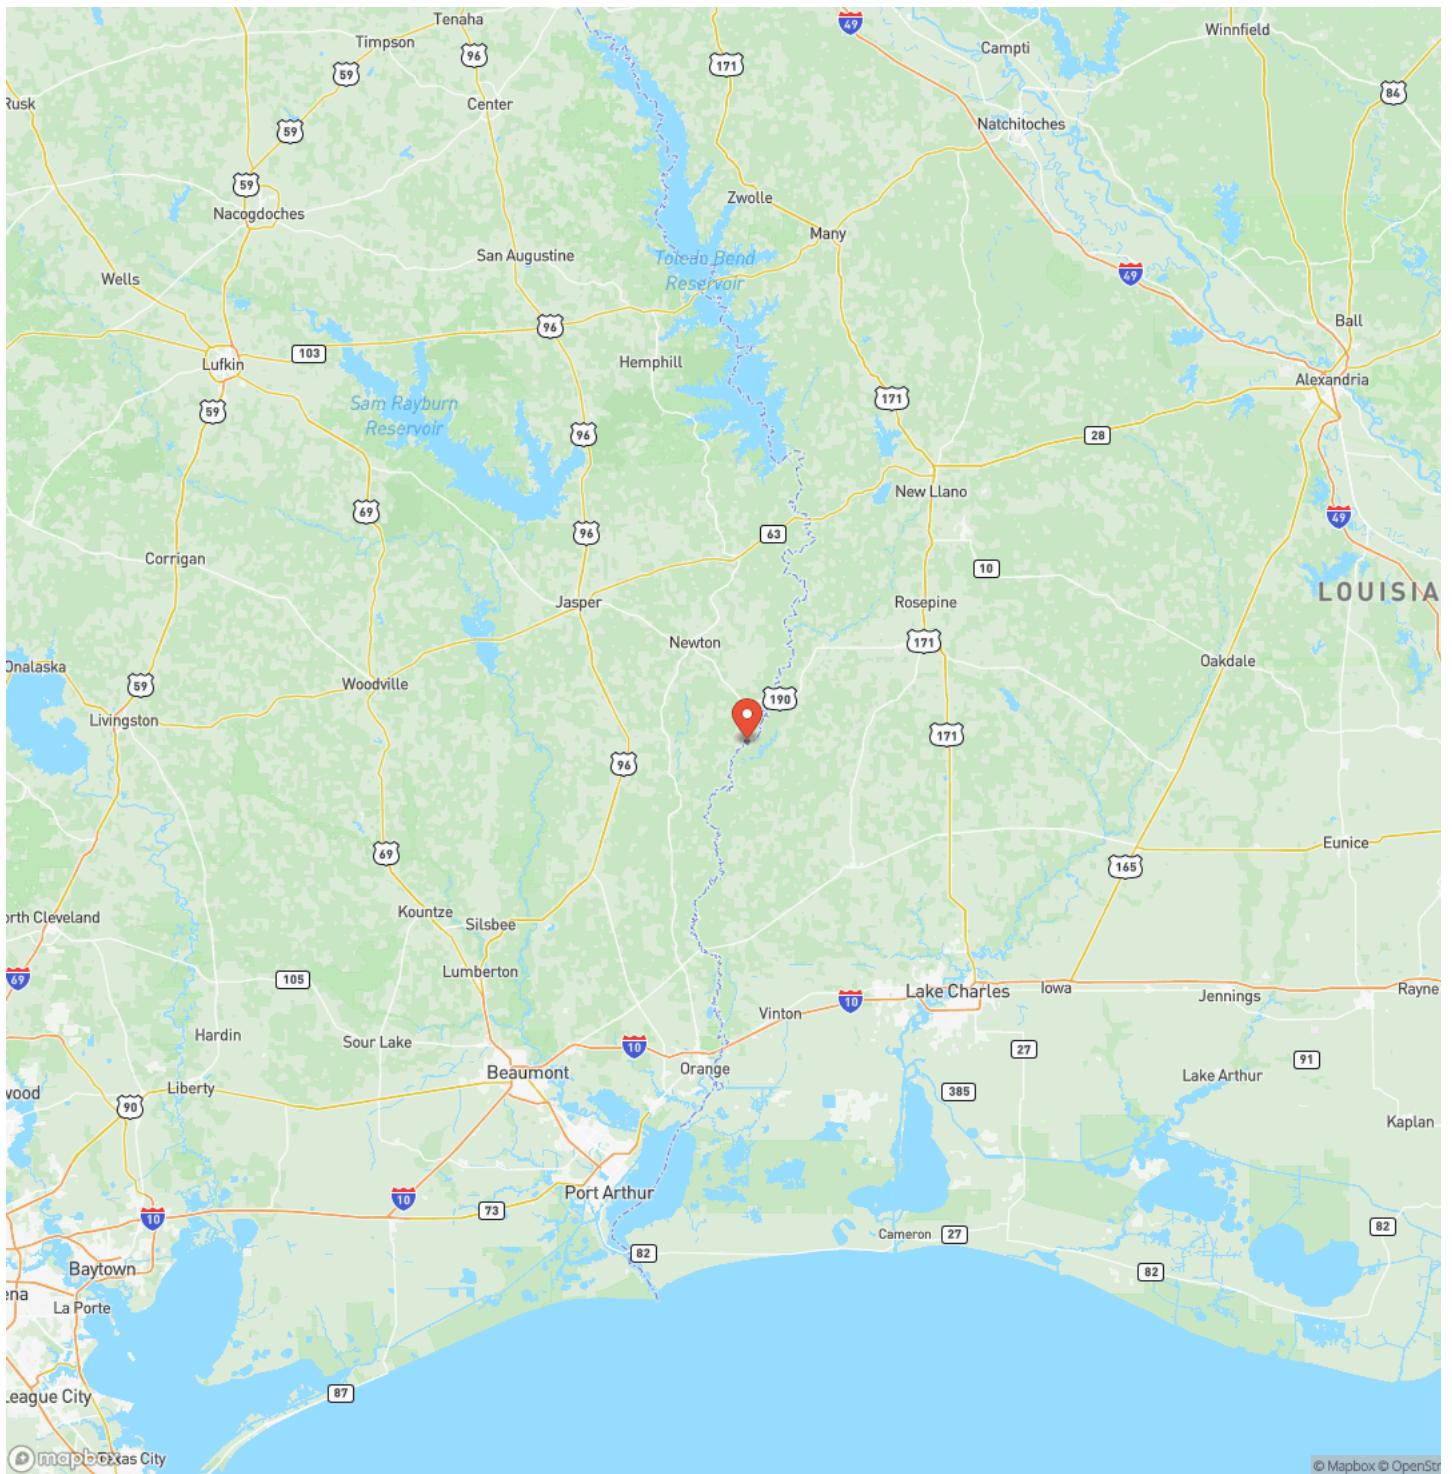 Tenaha
Timpson
96
59
Center
Rusk
59
59
Nacogdoches
171
49
Campti
Winnfield
84
Natchitoches
Zwolle
Many
San Augustine
Toledo Bend
Reservoir
49
Wells
96
Ball
Lufkin
103
Hemphill
Alexandria
59
Sam Rayburn
Reservoir
171
96
28
New Llano
69
96
63
49
Corrigan
10
LOUISIA
Jasper
Rosepine
Newton
171
Onalaska
Oakdale
59
Woodville
190
Livingston
171
96
69
Eunice
165
Kountze
orth Cleveland
Silsbee
69
105
Lumberton
Lake Charles
Iowa
Jennings
Rayne
10
Vinton
Hardin
Sour Lake
10
27
91
Beaumont
Orange
Lake Arthur
wood
Liberty
385
90
Kaplan
Port Arthur
10
73
10
82
Cameron
27
82
82
Baytown
ena
La Porte
League City
87
mapbox
Texas City
© Mapbox © OpenStr